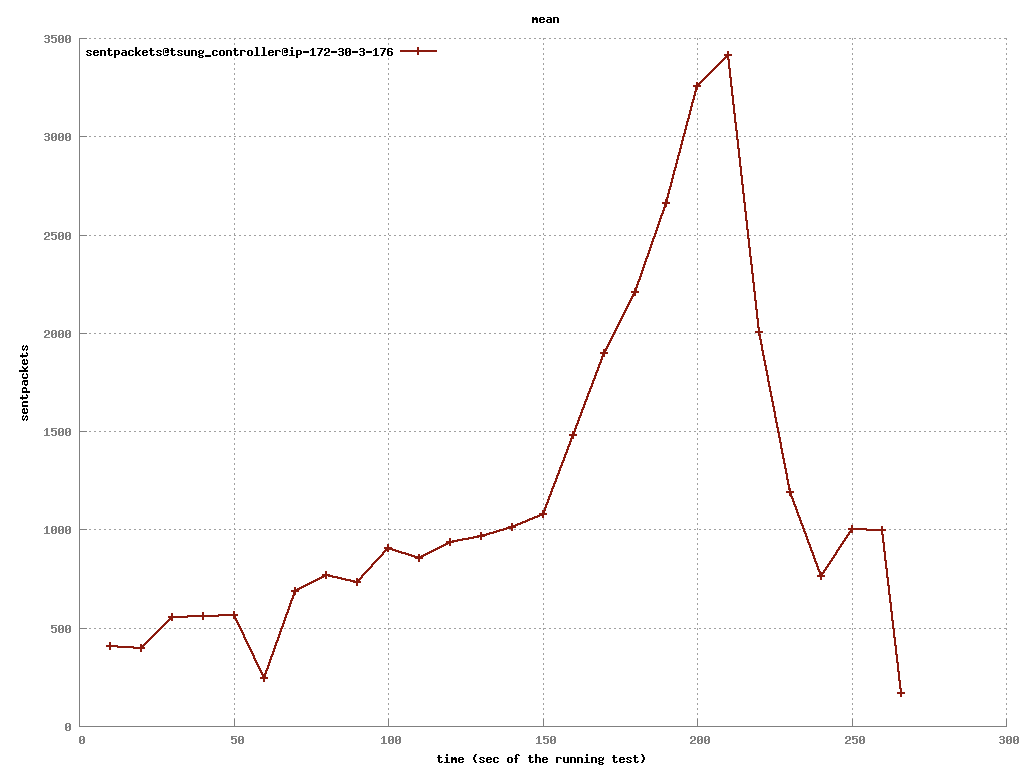 mean
3500
sentpackets@tsung_controller@ip-172-30-3-176
3000
2500
2000
sentpackets
1500
1000
500
0
0 50 100 150 200 250 300
time (sec of the running test)